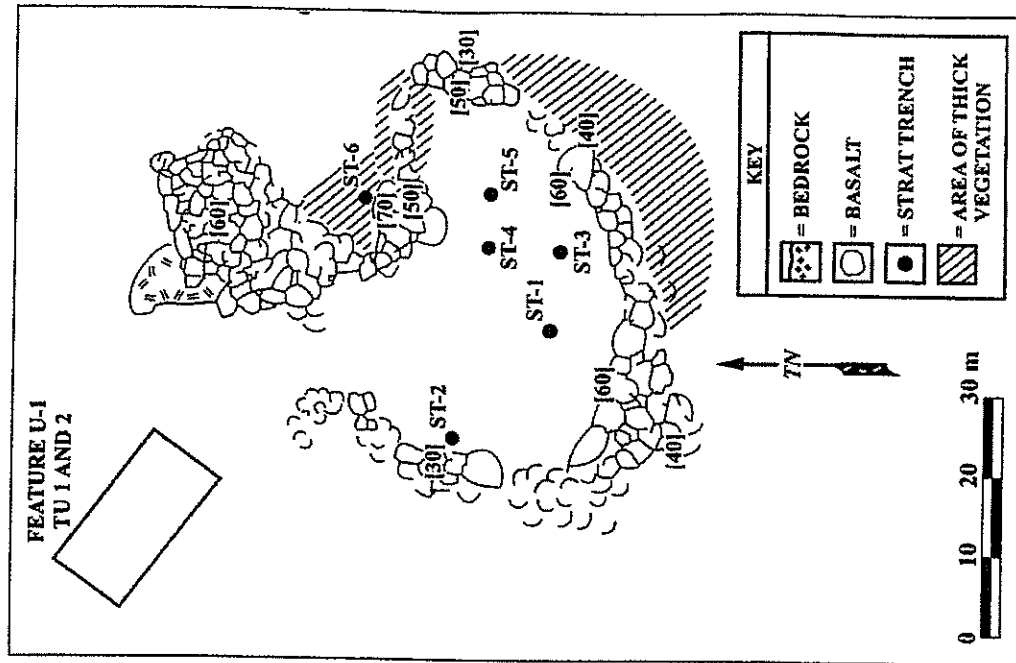 FEATURE U-1
TU 1 AND 2
[60]
ST-6
[70]
[50]
[50]
[30]
ST-5
ST-4
[40]
[60]
ST-3
ST-1
ST-2
[30]
[60]
[40]
TN
0 10 20 30 m
KEY
= BEDROCK
= BASALT
= STRAT TRENCH
= AREA OF THICK
VEGETATION